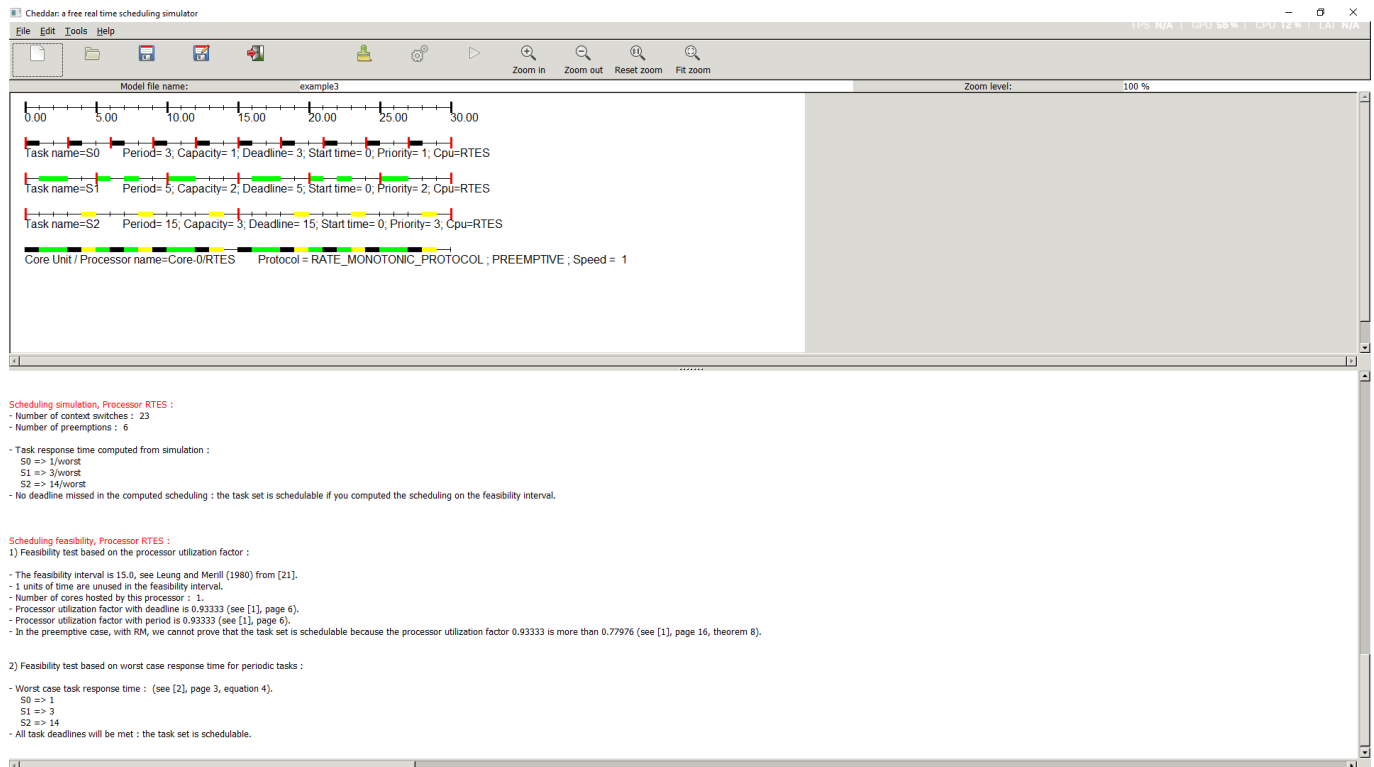 Cheddar: a free real time scheduling simulator
TPS N/A | GPU 66% | CPU 12% | LAT N/A
File Edit Tools Help
Zoom in Zoom out Reset zoom Fit zoom
Model file name: example3 Zoom level: 100 %
0.00 5.00 10.00 15.00 20.00 25.00 30.00
Task name=S0 Period= 3; Capacity= 1; Deadline= 3; Start time= 0; Priority= 1; Cpu=RTES
Task name=S1 Period= 5; Capacity= 2; Deadline= 5; Start time= 0; Priority= 2; Cpu=RTES
Task name=S2 Period= 15; Capacity= 3; Deadline= 15; Start time= 0; Priority= 3; Cpu=RTES
Core Unit / Processor name=Core-0/RTES Protocol = RATE_MONOTONIC_PROTOCOL ; PREEMPTIVE ; Speed = 1
Scheduling simulation, Processor RTES :
- Number of context switches : 23
- Number of preemptions : 6
- Task response time computed from simulation :
S0 => 1/worst
S1 => 3/worst
S2 => 14/worst
- No deadline missed in the computed scheduling : the task set is schedulable if you computed the scheduling on the feasibility interval.
Scheduling feasibility, Processor RTES :
1) Feasibility test based on the processor utilization factor :
- The feasibility interval is 15.0, see Leung and Merill (1980) from [21].
- 1 units of time are unused in the feasibility interval.
- Number of cores hosted by this processor : 1.
- Processor utilization factor with deadline is 0.93333 (see [1], page 6).
- Processor utilization factor with period is 0.93333 (see [1], page 6).
- In the preemptive case, with RM, we cannot prove that the task set is schedulable because the processor utilization factor 0.93333 is more than 0.77976 (see [1], page 16, theorem 8).
2) Feasibility test based on worst case response time for periodic tasks :
- Worst case task response time : (see [2], page 3, equation 4).
S0 => 1
S1 => 3
S2 => 14
- All task deadlines will be met : the task set is schedulable.